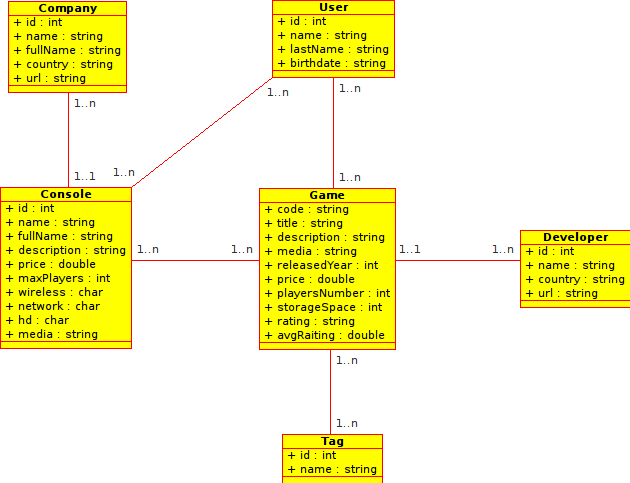 Company
+ id : int
+ name : string
+ fullName : string
+ country : string
+ url : string
User
+ id : int
+ name : string
+ lastName : string
+ birthdate : string
1..n
1..n
1..n
1..1
1..n
1..n
Console
+ id : int
+ name : string
+ fullName : string
+ description : string
+ price : double
+ maxPlayers : int
+ wireless : char
+ network : char
+ hd : char
+ media : string
1..n
1..n
Game
+ code : string
+ title : string
+ description : string
+ media : string
+ releasedYear : int
+ price : double
+ playersNumber : int
+ storageSpace : int
+ rating : string
+ avgRaiting : double
1..1
1..n
Developer
+ id : int
+ name : string
+ country : string
+ url : string
1..n
1..n
Tag
+ id : int
+ name : string